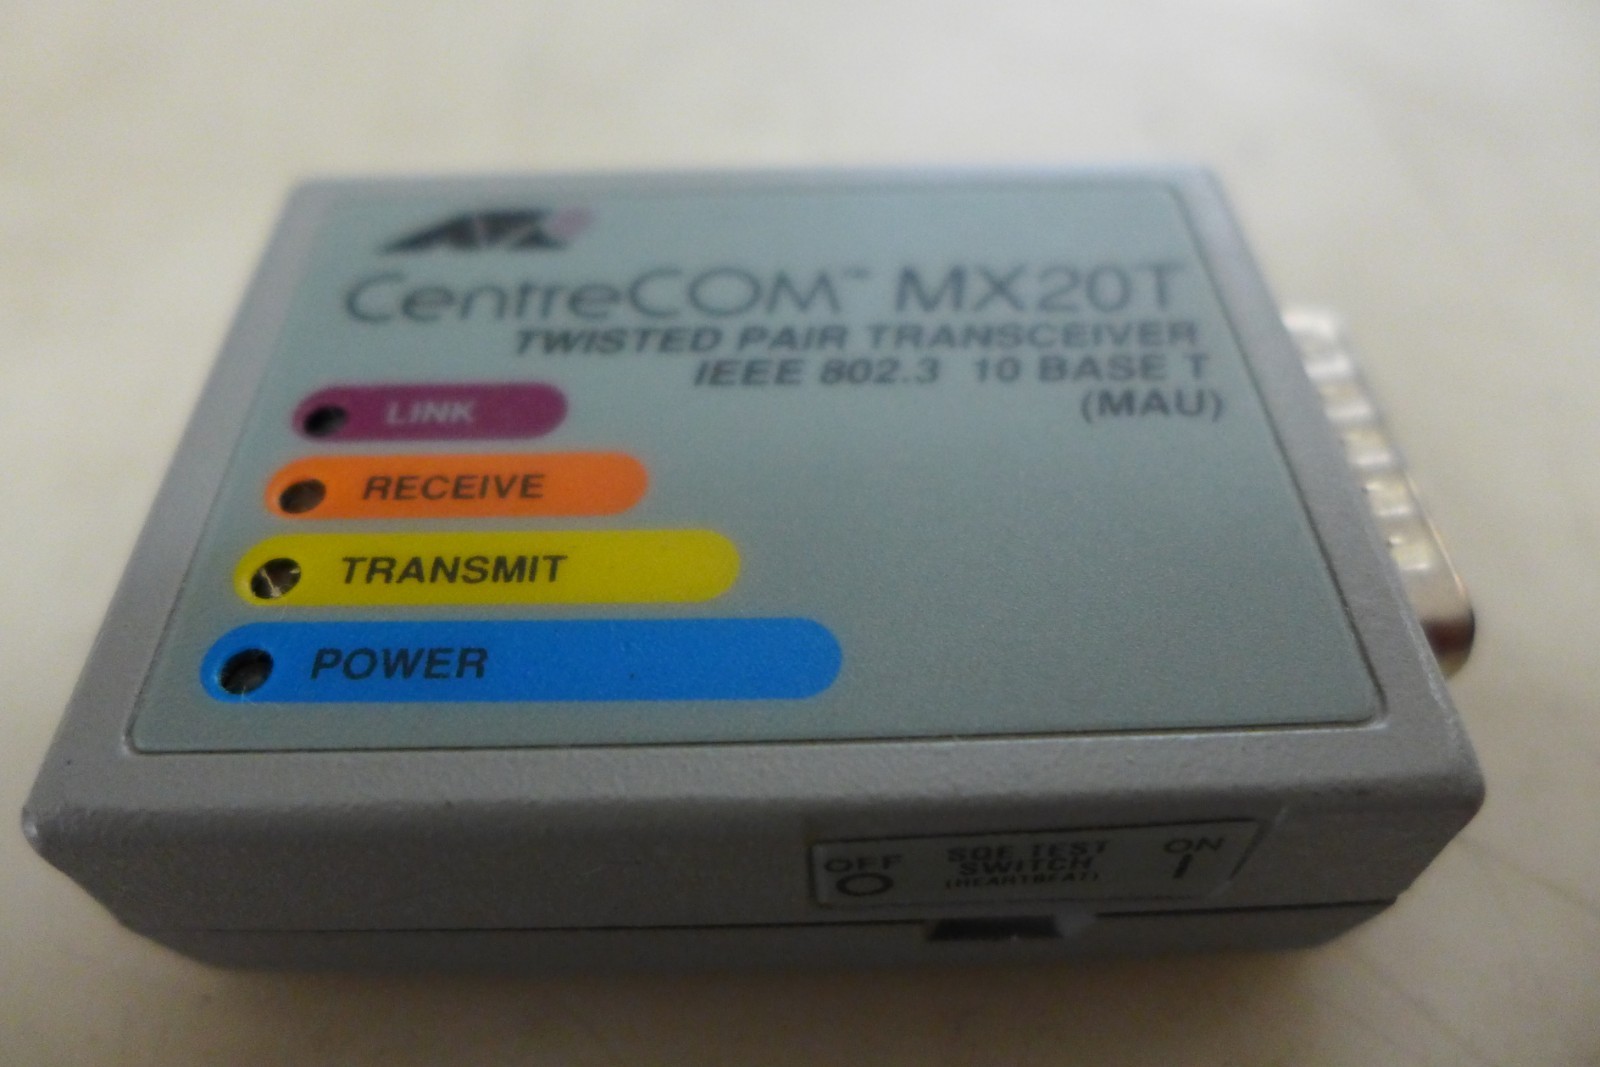 CentreCOM™ MX20T
TWISTED PAIR TRANSCEIVER
IEEE 802.3 10 BASE T
(MAU)
LINK
RECEIVE
TRANSMIT
POWER
OFF SQE TEST ON
O SWITCH I
(HEARTBEAT)